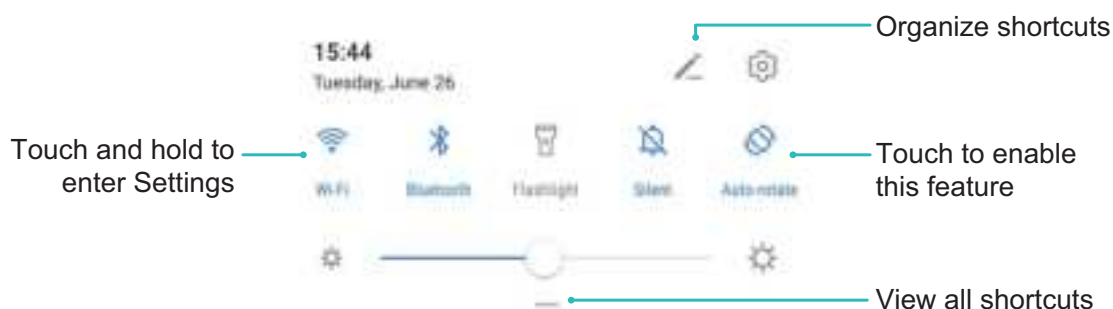 Organize shortcuts
15:44
Tuesday, June 26
Touch and hold to
enter Settings
Touch to enable
this feature
Wi-Fi
Bluetooth
Flashlight
Silent
Auto-rotate
View all shortcuts